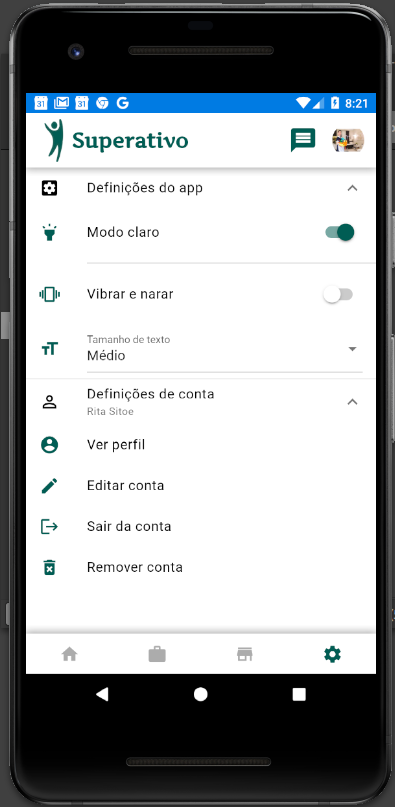 31 31 G 8:21
Superativo
Definições do app
Modo claro
Vibrar e narar
Tamanho de texto
Médio
Definições de conta
Rita Sitoe
Ver perfil
Editar conta
Sair da conta
Remover conta